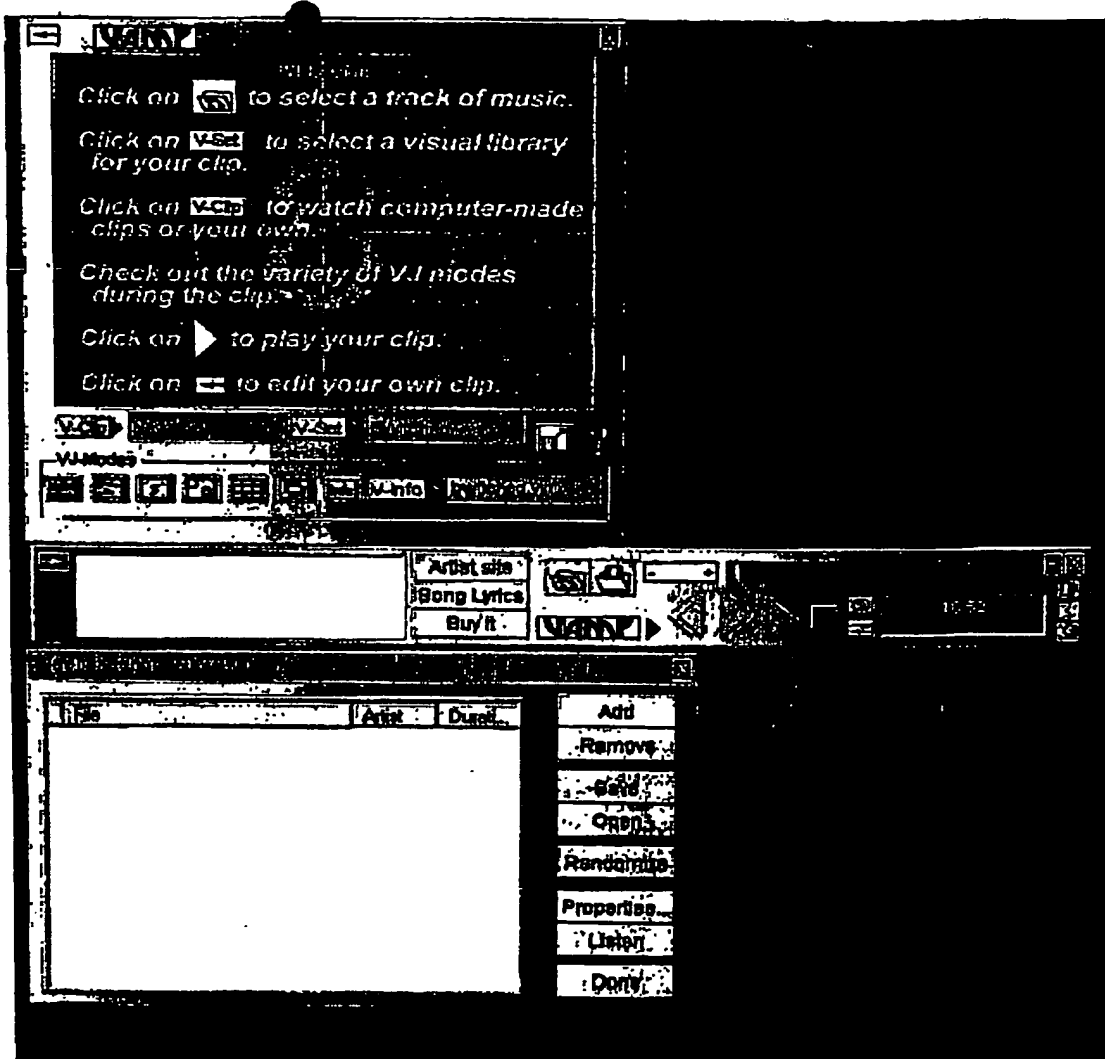 Click on to select a track of music.
Click on V-Set to select a visual library
for your clip.
Click on V-Clip to watch computer-made
clips or your own.
Check out the variety of VJ modes
during the clip.
Click on to play your clip.
Click on to edit your own clip.
V-Clip V-Set
VJ-Modes
V-Info
Artist site
Song Lyrics
Buy it
Title Artist Durati...
Add
Remove
Save
Open
Randomize
Properties...
Listen
Done